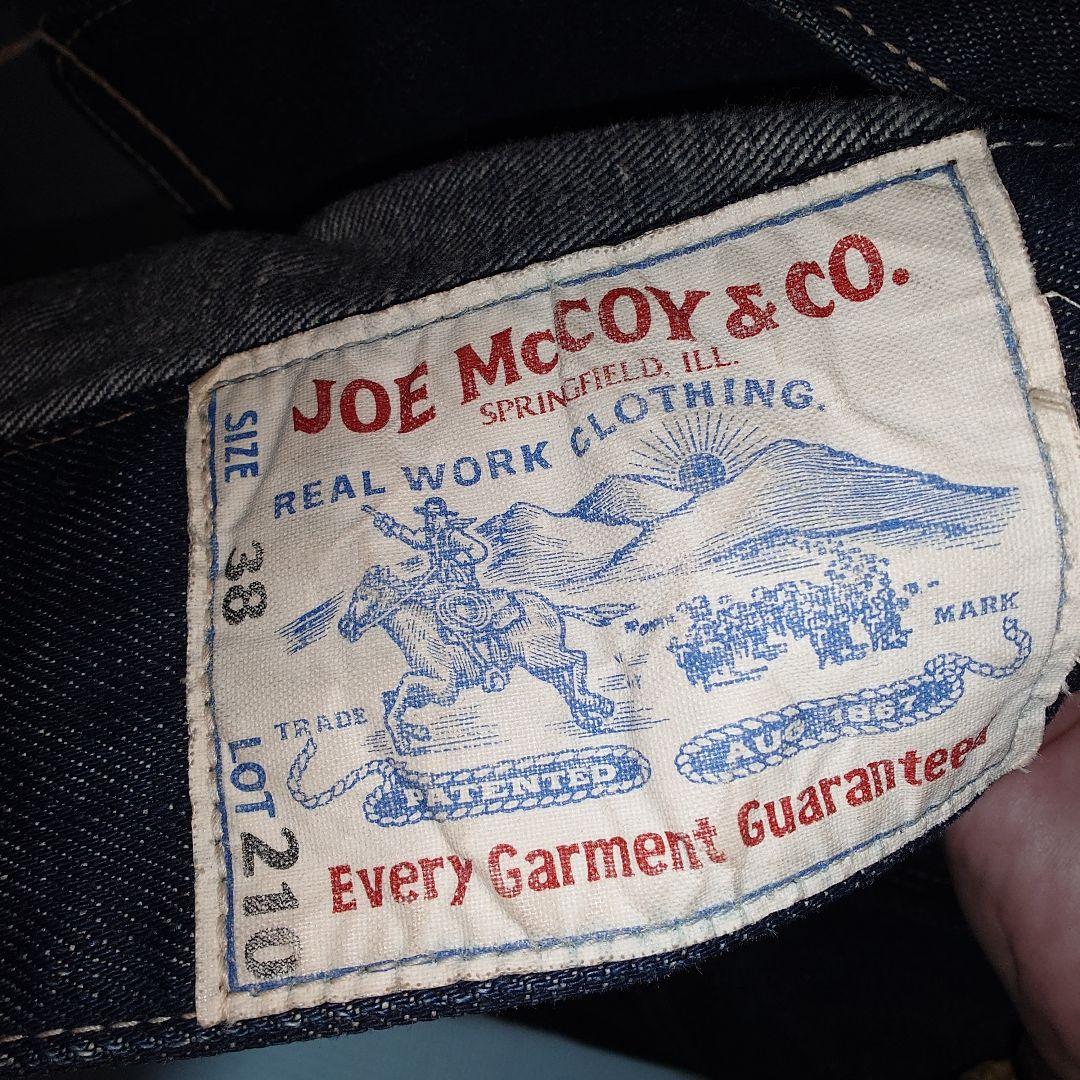 JOE McCOY & CO.
SPRINGFIELD, ILL.
REAL WORK CLOTHING.
SIZE 38
TRADE
MARK
PATENTED
AUG 1867
LOT 210
Every Garment Guaranteed